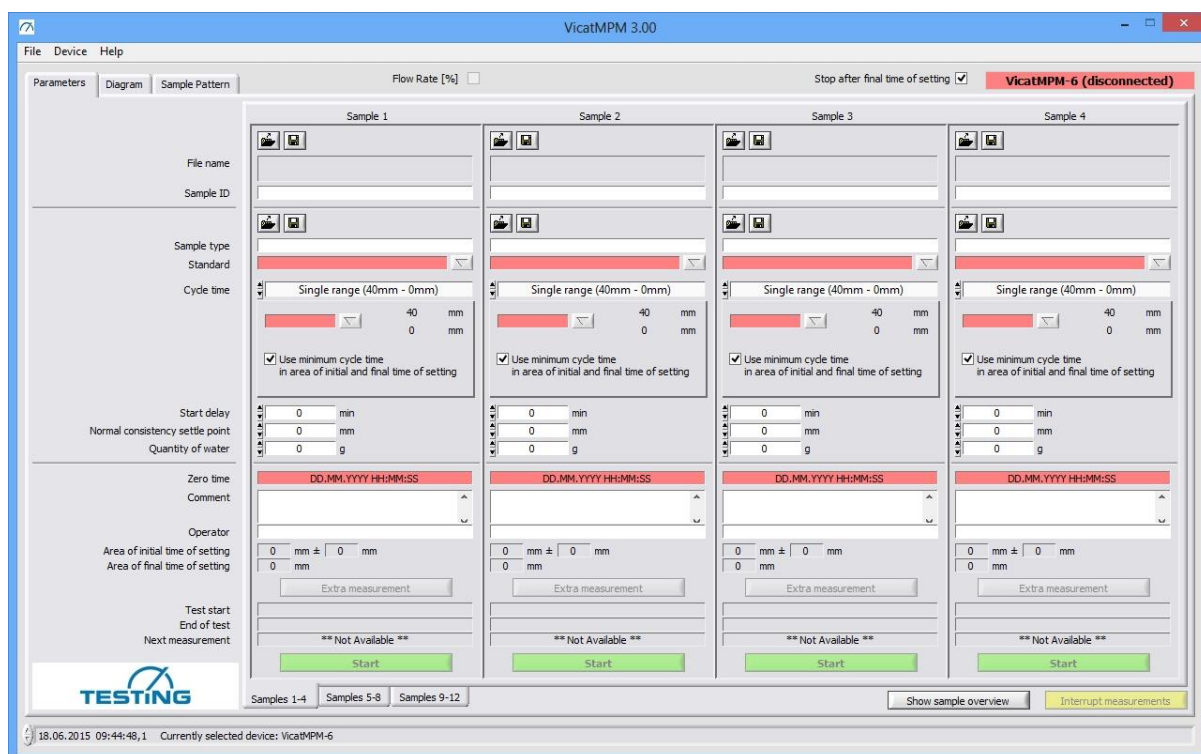 VicatMPM 3.00
File Device Help
Parameters Diagram Sample Pattern Flow Rate [%] Stop after final time of setting VicatMPM-6 (disconnected)
Sample 1 Sample 2 Sample 3 Sample 4
File name
Sample ID
Sample type
Standard
Cycle time Single range (40mm - 0mm) Single range (40mm - 0mm) Single range (40mm - 0mm) Single range (40mm - 0mm)
40 mm 40 mm 40 mm 40 mm
0 mm 0 mm 0 mm 0 mm
Use minimum cycle time Use minimum cycle time Use minimum cycle time Use minimum cycle time
in area of initial and final time of setting in area of initial and final time of setting in area of initial and final time of setting in area of initial and final time of setting
Start delay 0 min 0 min 0 min 0 min
Normal consistency settle point 0 mm 0 mm 0 mm 0 mm
Quantity of water 0 g 0 g 0 g 0 g
Zero time DD.MM.YYYY HH:MM:SS DD.MM.YYYY HH:MM:SS DD.MM.YYYY HH:MM:SS DD.MM.YYYY HH:MM:SS
Comment
Operator
Area of initial time of setting 0 mm ± 0 mm 0 mm ± 0 mm 0 mm ± 0 mm 0 mm ± 0 mm
Area of final time of setting 0 mm 0 mm 0 mm 0 mm
Extra measurement Extra measurement Extra measurement Extra measurement
Test start
End of test
Next measurement ** Not Available ** ** Not Available ** ** Not Available ** ** Not Available **
Start Start Start Start
TESTING
Samples 1-4 Samples 5-8 Samples 9-12 Show sample overview Interrupt measurements
18.06.2015 09:44:48,1 Currently selected device: VicatMPM-6